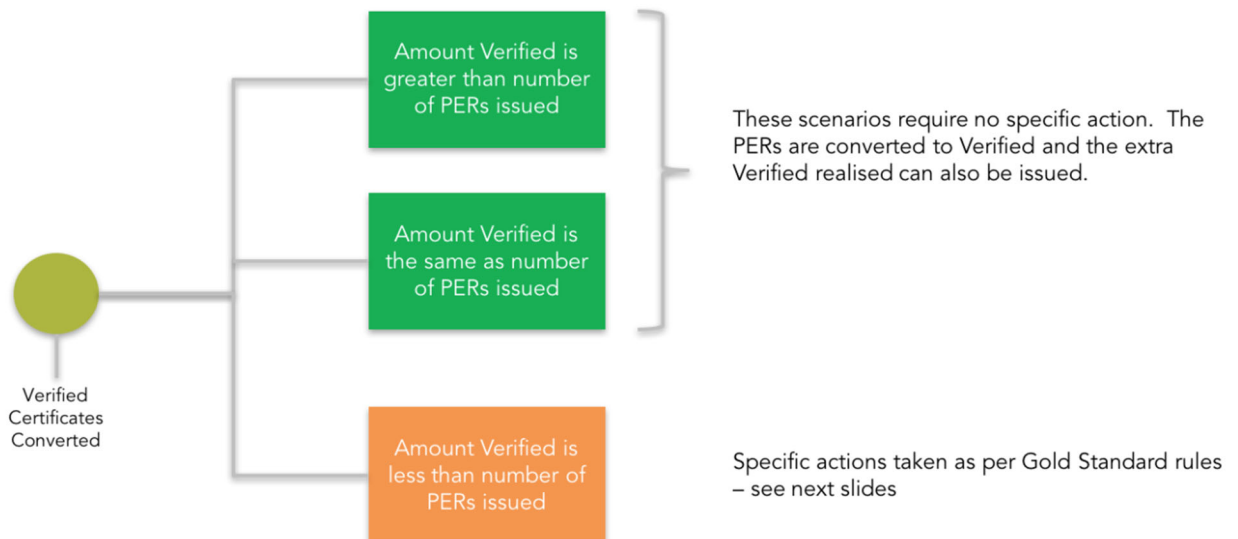 Amount Verified is
greater than number
of PERs issued
These scenarios require no specific action.  The
PERs are converted to Verified and the extra
Verified realised can also be issued.
Amount Verified is
the same as number
of PERs issued
Verified
Certificates
Converted
Amount Verified is
less than number of
PERs issued
Specific actions taken as per Gold Standard rules
– see next slides